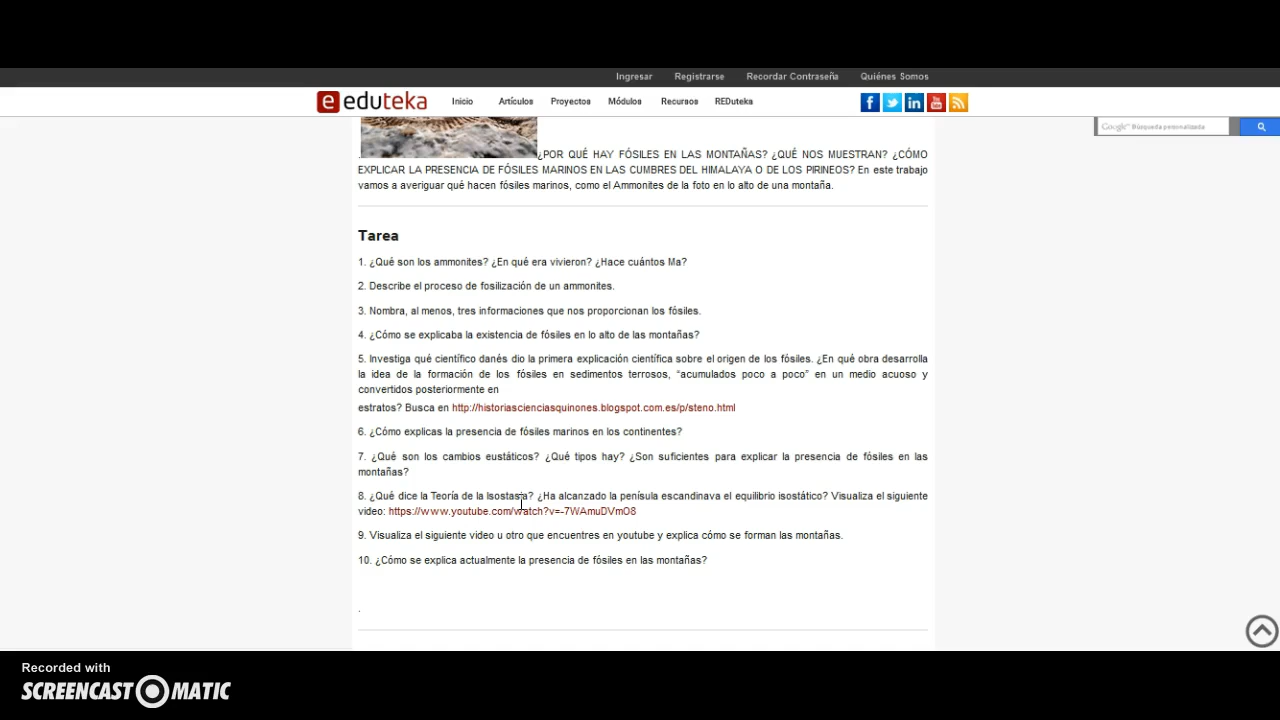 Ingresar Registrarse Recordar Contraseña Quiénes Somos
eduteka Inicio Artículos Proyectos Módulos Recursos REDuteka
Google Búsqueda personalizada
¿POR QUÉ HAY FÓSILES EN LAS MONTAÑAS? ¿QUÉ NOS MUESTRAN? ¿CÓMO
EXPLICAR LA PRESENCIA DE FÓSILES MARINOS EN LAS CUMBRES DEL HIMALAYA O DE LOS PIRINEOS? En este trabajo
vamos a averiguar qué hacen fósiles marinos, como el Ammonites de la foto en lo alto de una montaña.
Tarea
1. ¿Qué son los ammonites? ¿En qué era vivieron? ¿Hace cuántos Ma?
2. Describe el proceso de fosilización de un ammonites.
3. Nombra, al menos, tres informaciones que nos proporcionan los fósiles.
4. ¿Cómo se explicaba la existencia de fósiles en lo alto de las montañas?
5. Investiga qué científico danés dio la primera explicación científica sobre el origen de los fósiles. ¿En qué obra desarrolla
la idea de la formación de los fósiles en sedimentos terrosos, “acumulados poco a poco” en un medio acuoso y
convertidos posteriormente en
estratos? Busca en http://historiascienciasquinones.blogspot.com.es/p/steno.html
6. ¿Cómo explicas la presencia de fósiles marinos en los continentes?
7. ¿Qué son los cambios eustáticos? ¿Qué tipos hay? ¿Son suficientes para explicar la presencia de fósiles en las
montañas?
8. ¿Qué dice la Teoría de la Isostasia? ¿Ha alcanzado la penísula escandinava el equilibrio isostático? Visualiza el siguiente
video: https://www.youtube.com/watch?v=-7WAmuDVmO8
9. Visualiza el siguiente video u otro que encuentres en youtube y explica cómo se forman las montañas.
10. ¿Cómo se explica actualmente la presencia de fósiles en las montañas?
.
Recorded with
SCREENCAST O MATIC